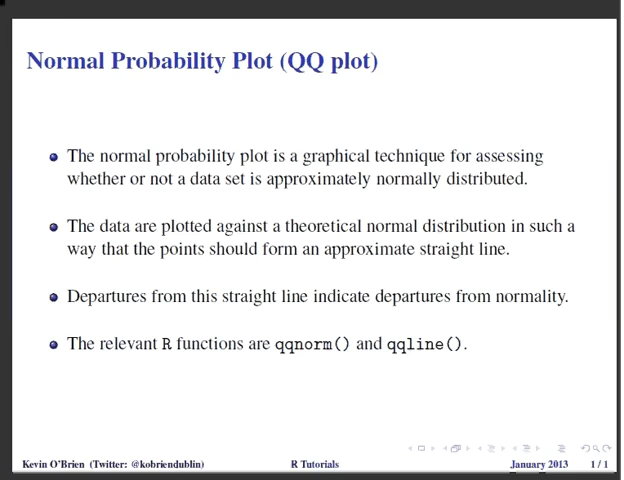 Normal Probability Plot (QQ plot)
The normal probability plot is a graphical technique for assessing
whether or not a data set is approximately normally distributed.
The data are plotted against a theoretical normal distribution in such a
way that the points should form an approximate straight line.
Departures from this straight line indicate departures from normality.
The relevant R functions are qqnorm() and qqline().
Kevin O'Brien (Twitter: @kobriendublin) R Tutorials January 2013 1 / 1